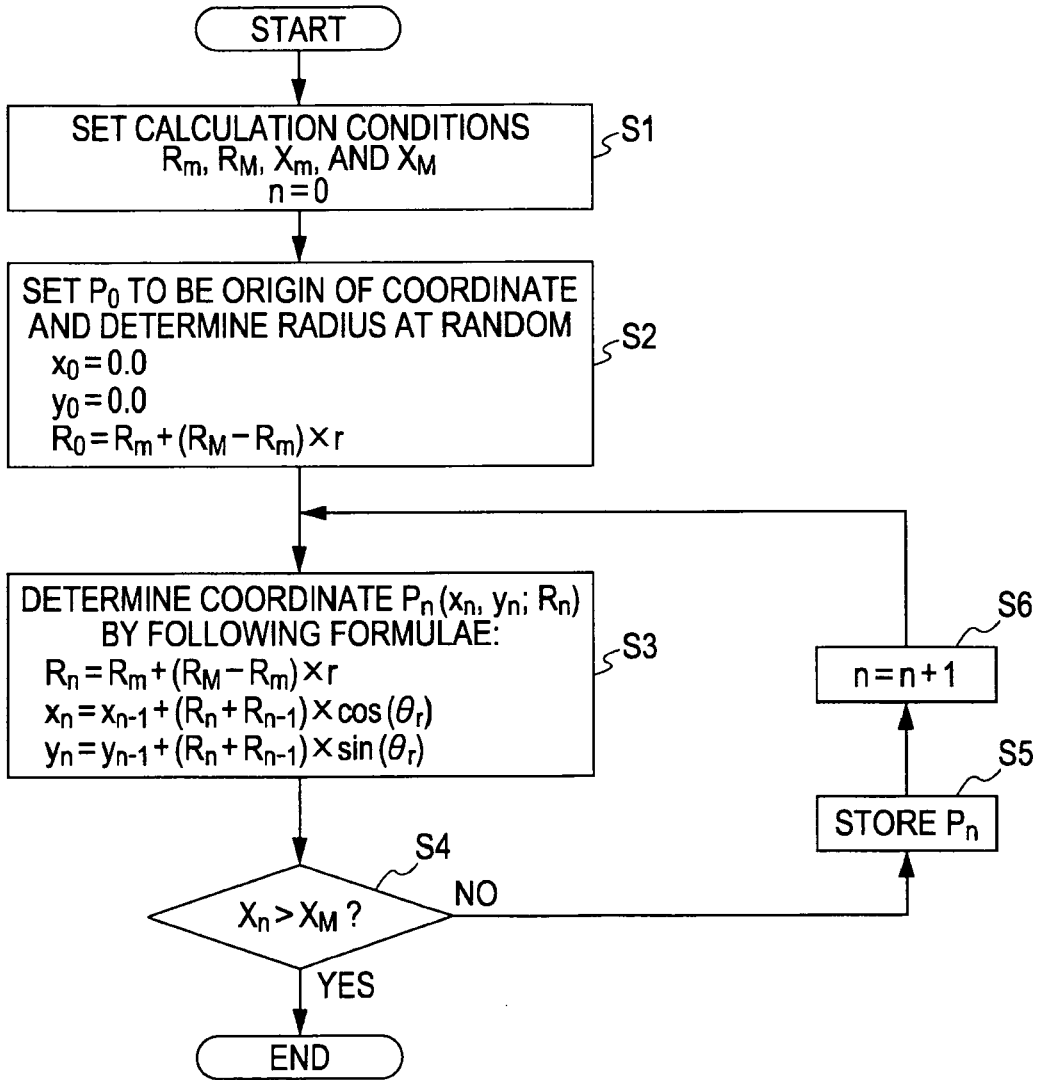 START
SET CALCULATION CONDITIONS
Rm, RM, Xm, AND XM
n=0
S1
SET P0 TO BE ORIGIN OF COORDINATE
AND DETERMINE RADIUS AT RANDOM
x0=0.0
y0=0.0
R0=Rm+(RM−Rm)×r
S2
DETERMINE COORDINATE Pn(xn, yn; Rn)
BY FOLLOWING FORMULAE:
Rn=Rm+(RM−Rm)×r
xn=xn-1+(Rn+Rn-1)×cos(θr)
yn=yn-1+(Rn+Rn-1)×sin(θr)
S3
S6
n=n+1
S5
STORE Pn
S4
Xn>XM?
NO
YES
END